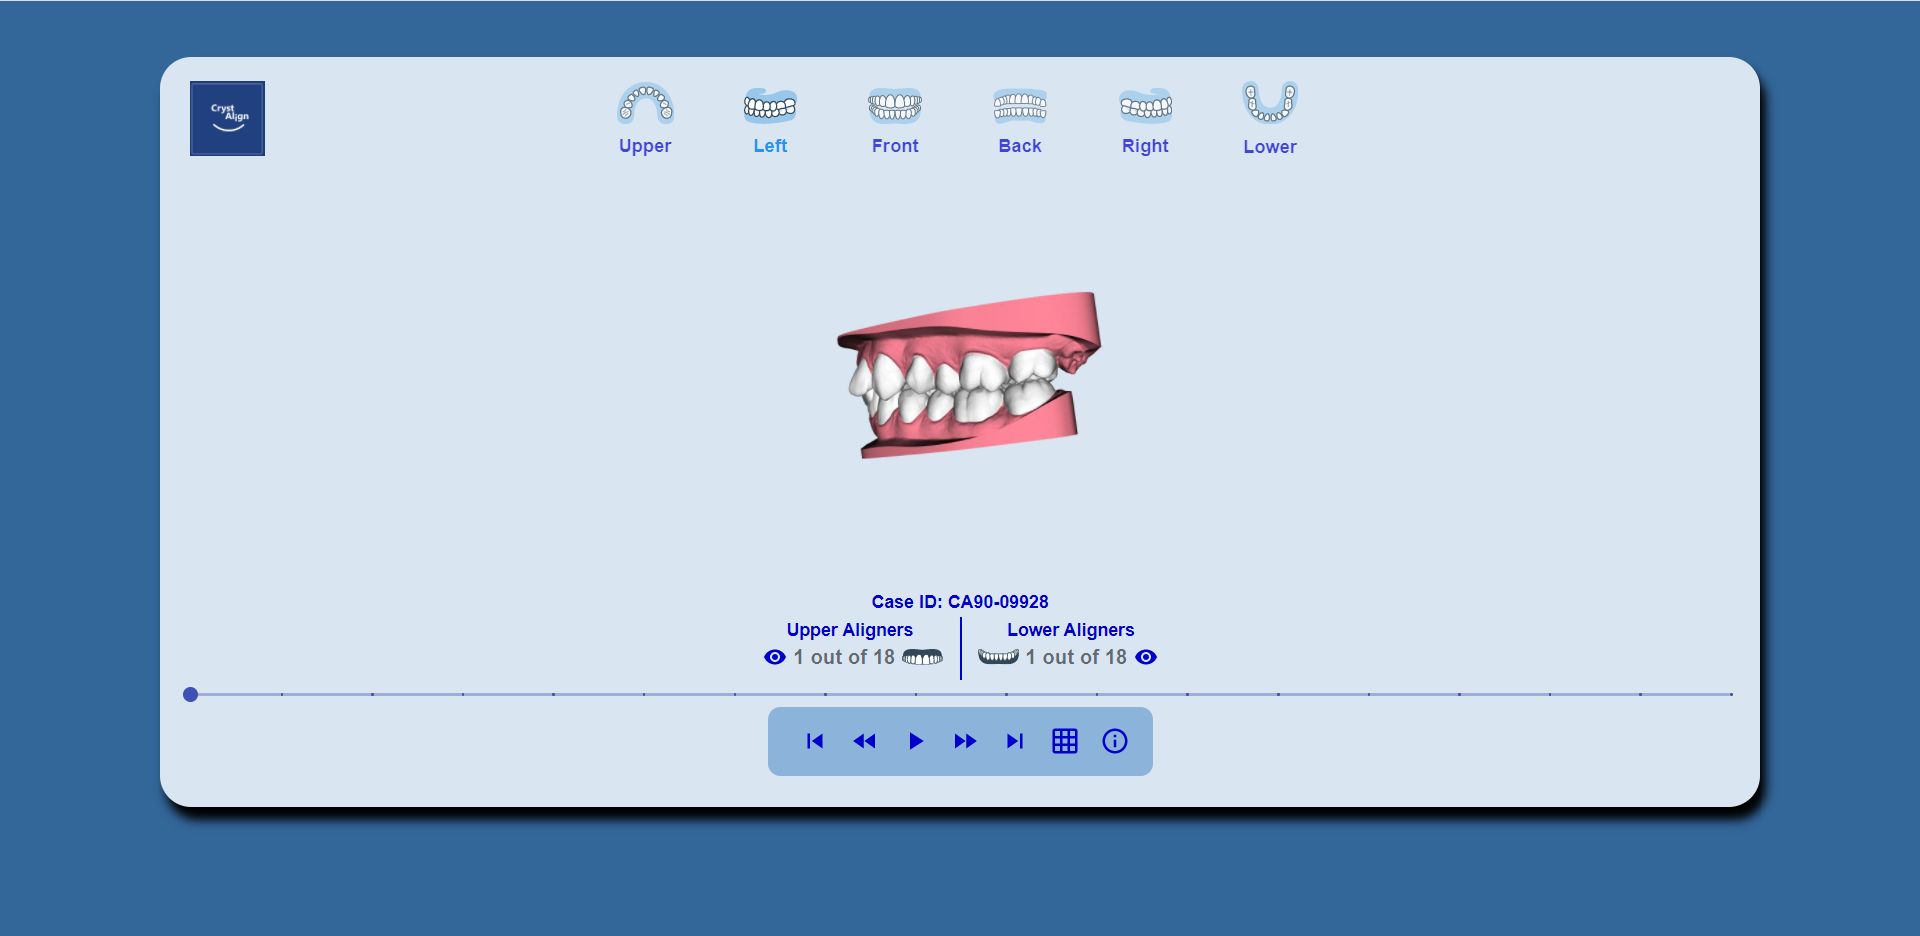 Cryst
Align
Upper
Left
Front
Back
Right
Lower
Case ID: CA90-09928
Upper Aligners
Lower Aligners
1 out of 18
1 out of 18